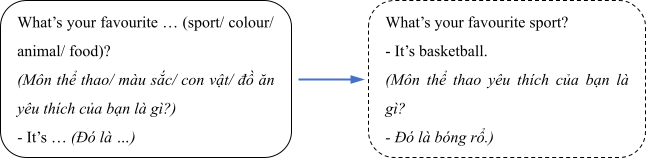 What's your favourite … (sport/ colour/
animal/ food)?
(Môn thể thao/ màu sắc/ con vật/ đồ ăn
yêu thích của bạn là gì?)
- It's … (Đó là ...)
What's your favourite sport?
- It's basketball.
(Môn thể thao yêu thích của bạn là
gì?
- Đó là bóng rổ.)